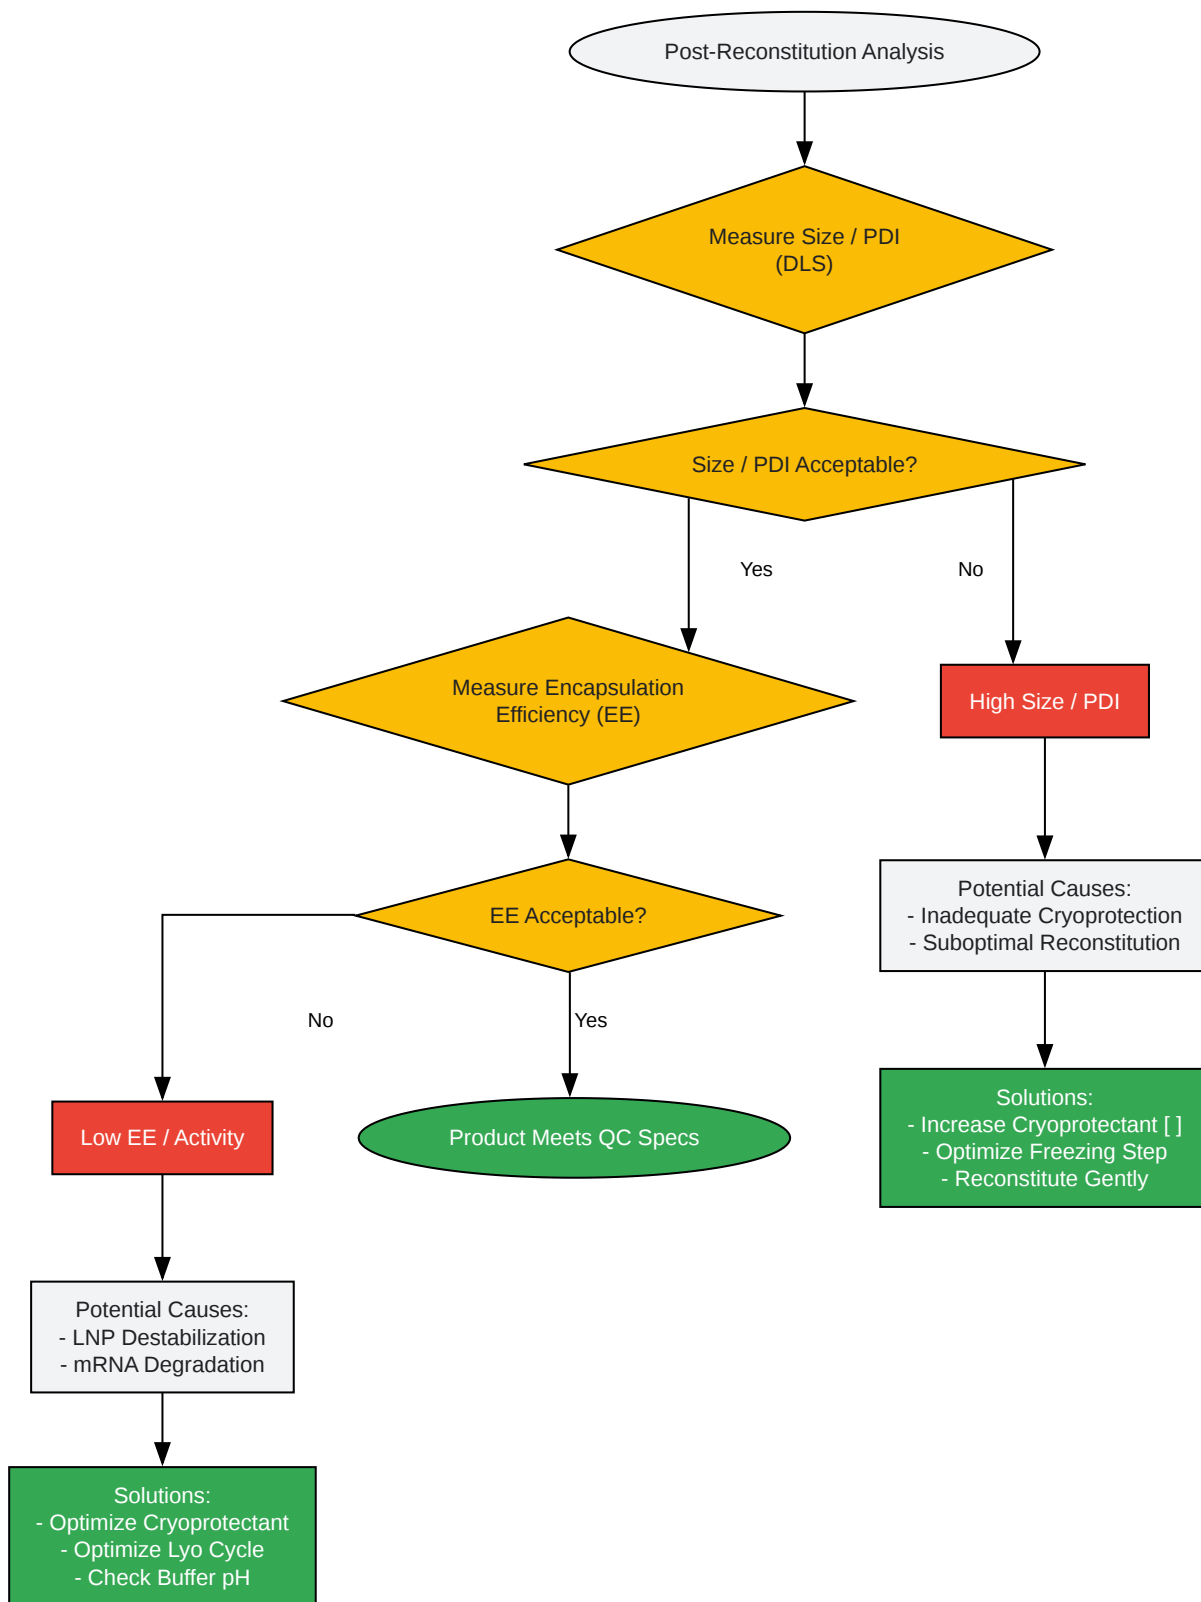 Post-Reconstitution Analysis
Measure Size / PDI
(DLS)
Size / PDI Acceptable?
Yes
No
Measure Encapsulation
Efficiency (EE)
High Size / PDI
EE Acceptable?
Potential Causes:
- Inadequate Cryoprotection
- Suboptimal Reconstitution
No
Yes
Solutions:
- Increase Cryoprotectant [ ]
- Optimize Freezing Step
- Reconstitute Gently
Low EE / Activity
Product Meets QC Specs
Potential Causes:
- LNP Destabilization
- mRNA Degradation
Solutions:
- Optimize Cryoprotectant
- Optimize Lyo Cycle
- Check Buffer pH